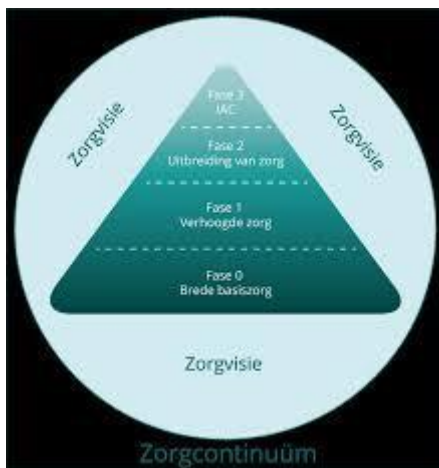 Zorgvisie
Zorgvisie
Fase 3
IAC
Fase 2
Uitbreiding van zorg
Fase 1
Verhoogde zorg
Fase 0
Brede basiszorg
Zorgvisie
Zorgcontinuüm